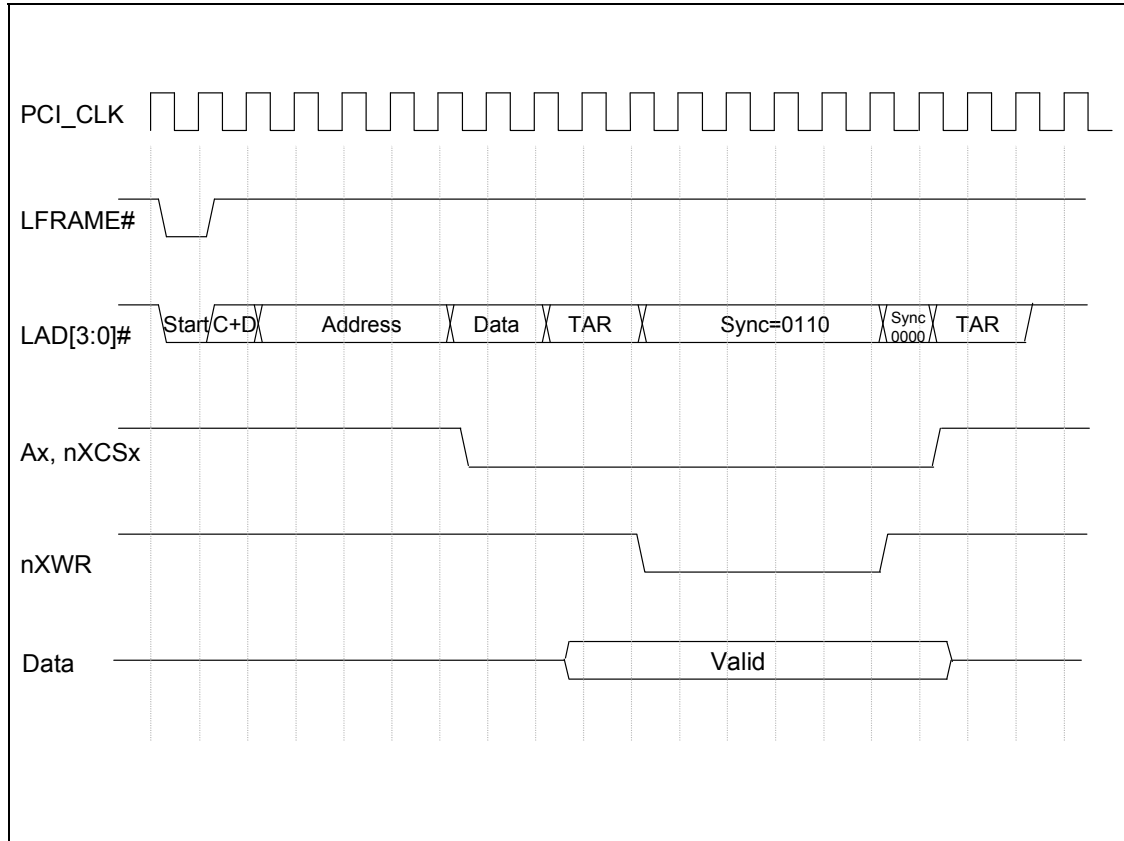 PCI_CLK
LFRAME#
LAD[3:0]#
Start
C+D
Address
Data
TAR
Sync=0110
Sync
0000
TAR
Ax, nXCSx
nXWR
Data
Valid